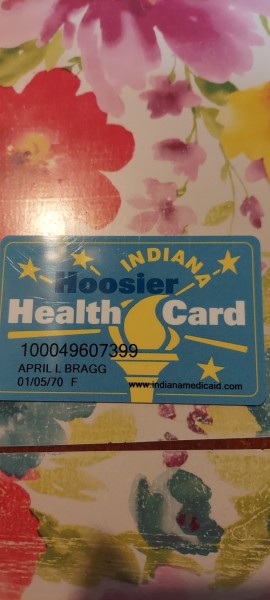 INDIANA
Hoosier
Health Card
100049607399
APRIL L BRAGG
01/05/70 F
www.indianamedicaid.com